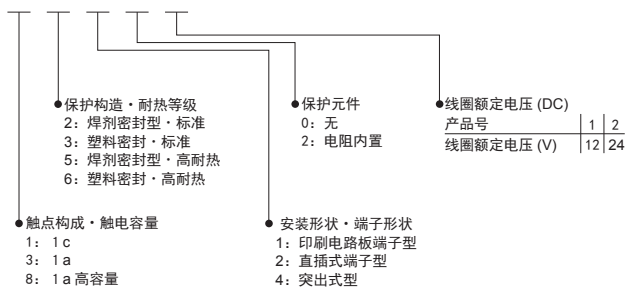 ●保护构造・耐热等级
2：焊剂密封型・标准
3：塑料密封・标准
5：焊剂密封型・高耐热
6：塑料密封・高耐热
●保护元件
0：无
2：电阻内置
●线圈额定电压 (DC)
产品号 1 2
线圈额定电压 (V) 12 24
●触点构成・触电容量
1：1c
3：1a
8：1a高容量
●安装形状・端子形状
1：印刷电路板端子型
2：直插式端子型
4：突出式型